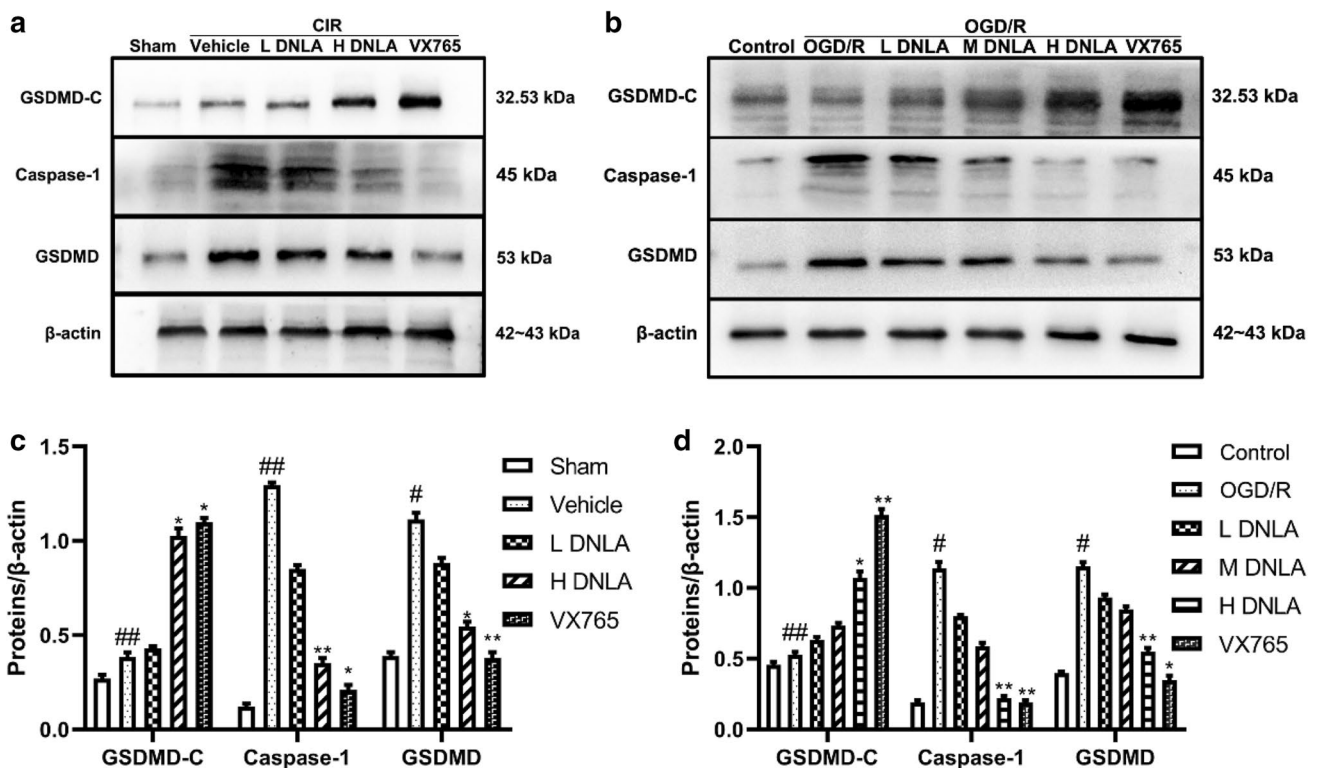 a
CIR
Sham Vehicle L DNLA H DNLA VX765
GSDMD-C 32.53 kDa
Caspase-1 45 kDa
GSDMD 53 kDa
β-actin 42~43 kDa
b
OGD/R
Control OGD/R L DNLA M DNLA H DNLA VX765
GSDMD-C 32.53 kDa
Caspase-1 45 kDa
GSDMD 53 kDa
β-actin 42~43 kDa
c
Proteins/β-actin
1.5
1.0
0.5
0.0
## * *
## ** *
# * **
GSDMD-C Caspase-1 GSDMD
Sham
Vehicle
L DNLA
H DNLA
VX765
d
Proteins/β-actin
2.0
1.5
1.0
0.5
0.0
## * **
# ** **
# ** *
GSDMD-C Caspase-1 GSDMD
Control
OGD/R
L DNLA
M DNLA
H DNLA
VX765